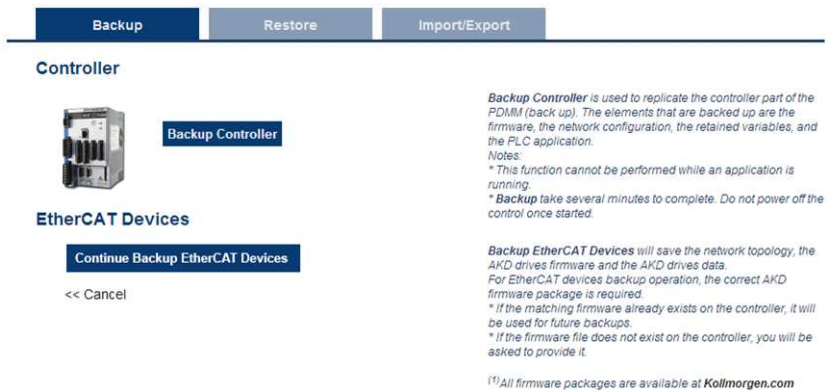 Backup
Restore
Import/Export
Controller
Backup Controller
Backup Controller is used to replicate the controller part of the
PDMM (back up). The elements that are backed up are the
firmware, the network configuration, the retained variables, and
the PLC application.
Notes:
* This function cannot be performed while an application is
running.
* Backup take several minutes to complete. Do not power off the
control once started.
EtherCAT Devices
Continue Backup EtherCAT Devices
<< Cancel
Backup EtherCAT Devices will save the network topology, the
AKD drives firmware and the AKD drives data.
For EtherCAT devices backup operation, the correct AKD
firmware package is required.
* If the matching firmware already exists on the controller, it will
be used for future backups.
* If the firmware file does not exist on the controller, you will be
asked to provide it.
(1)All firmware packages are available at Kollmorgen.com